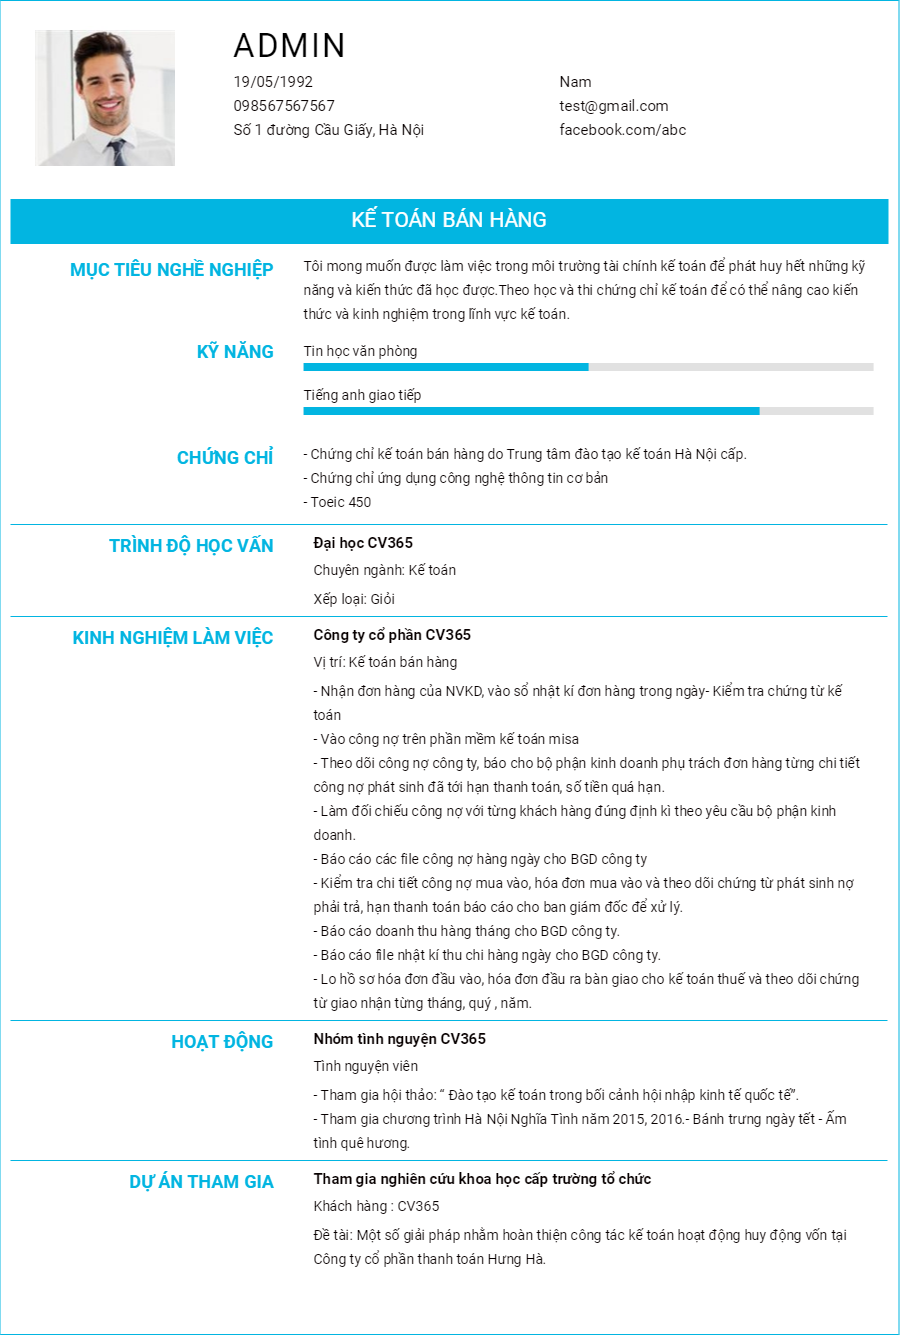 ADMIN
19/05/1992
Nam
098567567567
test@gmail.com
Số 1 đường Cầu Giấy, Hà Nội
facebook.com/abc
KẾ TOÁN BÁN HÀNG
MỤC TIÊU NGHỀ NGHIỆP
Tôi mong muốn được làm việc trong môi trường tài chính kế toán để phát huy hết những kỹ
năng và kiến thức đã học được.Theo học và thi chứng chỉ kế toán để có thể nâng cao kiến
thức và kinh nghiệm trong lĩnh vực kế toán.
KỸ NĂNG
Tin học văn phòng
Tiếng anh giao tiếp
CHỨNG CHỈ
- Chứng chỉ kế toán bán hàng do Trung tâm đào tạo kế toán Hà Nội cấp.
- Chứng chỉ ứng dụng công nghệ thông tin cơ bản
- Toeic 450
TRÌNH ĐỘ HỌC VẤN
Đại học CV365
Chuyên ngành: Kế toán
Xếp loại: Giỏi
KINH NGHIỆM LÀM VIỆC
Công ty cổ phần CV365
Vị trí: Kế toán bán hàng
- Nhận đơn hàng của NVKD, vào sổ nhật kí đơn hàng trong ngày- Kiểm tra chứng từ kế
toán
- Vào công nợ trên phần mềm kế toán misa
- Theo dõi công nợ công ty, báo cho bộ phận kinh doanh phụ trách đơn hàng từng chi tiết
công nợ phát sinh đã tới hạn thanh toán, số tiền quá hạn.
- Làm đối chiếu công nợ với từng khách hàng đúng định kì theo yêu cầu bộ phận kinh
doanh.
- Báo cáo các file công nợ hàng ngày cho BGD công ty
- Kiểm tra chi tiết công nợ mua vào, hóa đơn mua vào và theo dõi chứng từ phát sinh nợ
phải trả, hạn thanh toán báo cáo cho ban giám đốc để xử lý.
- Báo cáo doanh thu hàng tháng cho BGD công ty.
- Báo cáo file nhật kí thu chi hàng ngày cho BGD công ty.
- Lo hồ sơ hóa đơn đầu vào, hóa đơn đầu ra bàn giao cho kế toán thuế và theo dõi chứng
từ giao nhận từng tháng, quý , năm.
HOẠT ĐỘNG
Nhóm tình nguyện CV365
Tình nguyện viên
- Tham gia hội thảo: “ Đào tạo kế toán trong bối cảnh hội nhập kinh tế quốc tế”.
- Tham gia chương trình Hà Nội Nghĩa Tình năm 2015, 2016.- Bánh trưng ngày tết - Ấm
tình quê hương.
DỰ ÁN THAM GIA
Tham gia nghiên cứu khoa học cấp trường tổ chức
Khách hàng : CV365
Đề tài: Một số giải pháp nhằm hoàn thiện công tác kế toán hoạt động huy động vốn tại
Công ty cổ phần thanh toán Hưng Hà.